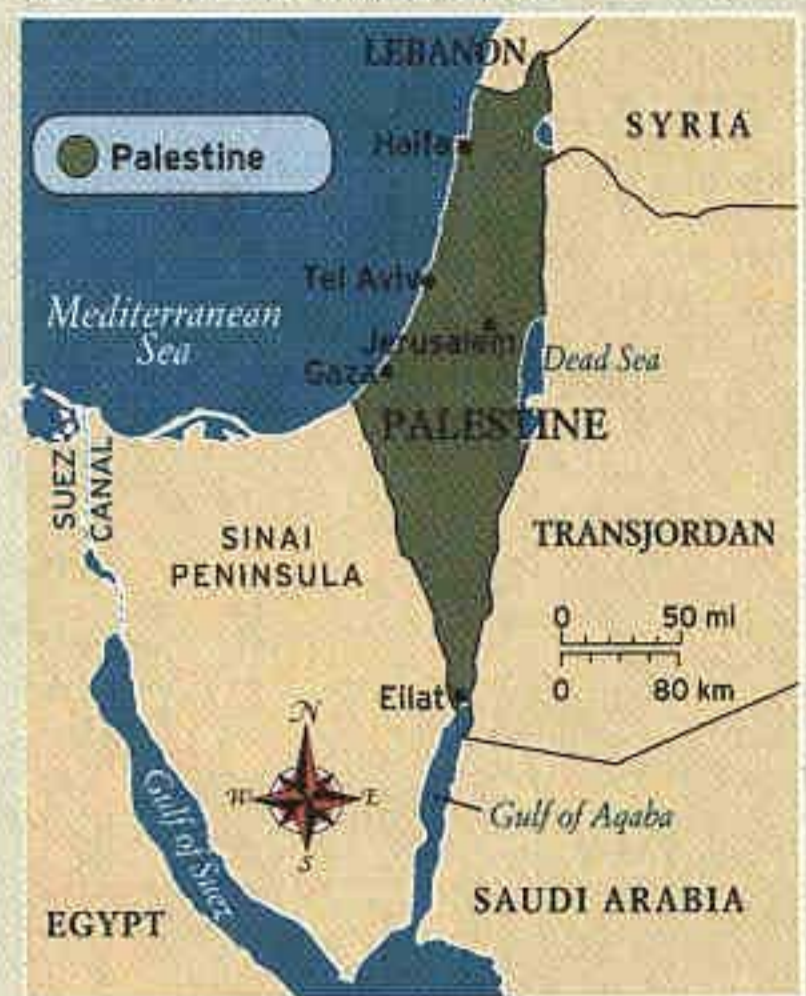 LEBANON
SYRIA
Palestine
Haifa
Tel Aviv
Mediterranean
Sea
Jerusalem
Gaza
Dead Sea
PALESTINE
SUEZ
CANAL
SINAI
PENINSULA
TRANSJORDAN
0 50 mi
0 80 km
Eilat
N
W
E
S
Gulf of Suez
Gulf of Aqaba
EGYPT
SAUDI ARABIA